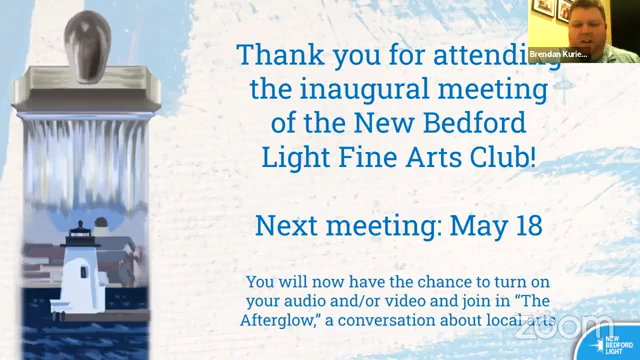 Thank you for attending
the inaugural meeting
of the New Bedford
Light Fine Arts Club!
Next meeting: May 18
You will now have the chance to turn on
your audio and/or video and join in “The
Afterglow,” a conversation about local arts
Brendan Kurie...
zoom
NEW
BEDFORD
LIGHT